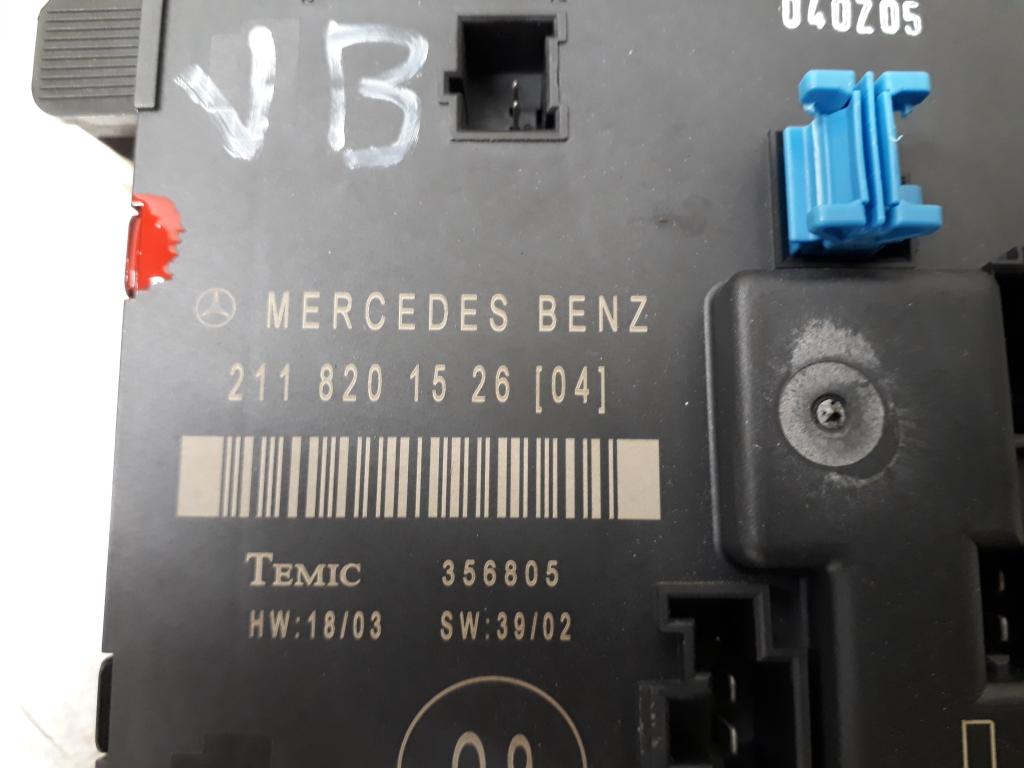 040205
VB
MERCEDES BENZ
211 820 15 26 [04]
TEMIC 356805
HW:18/03 SW:39/02